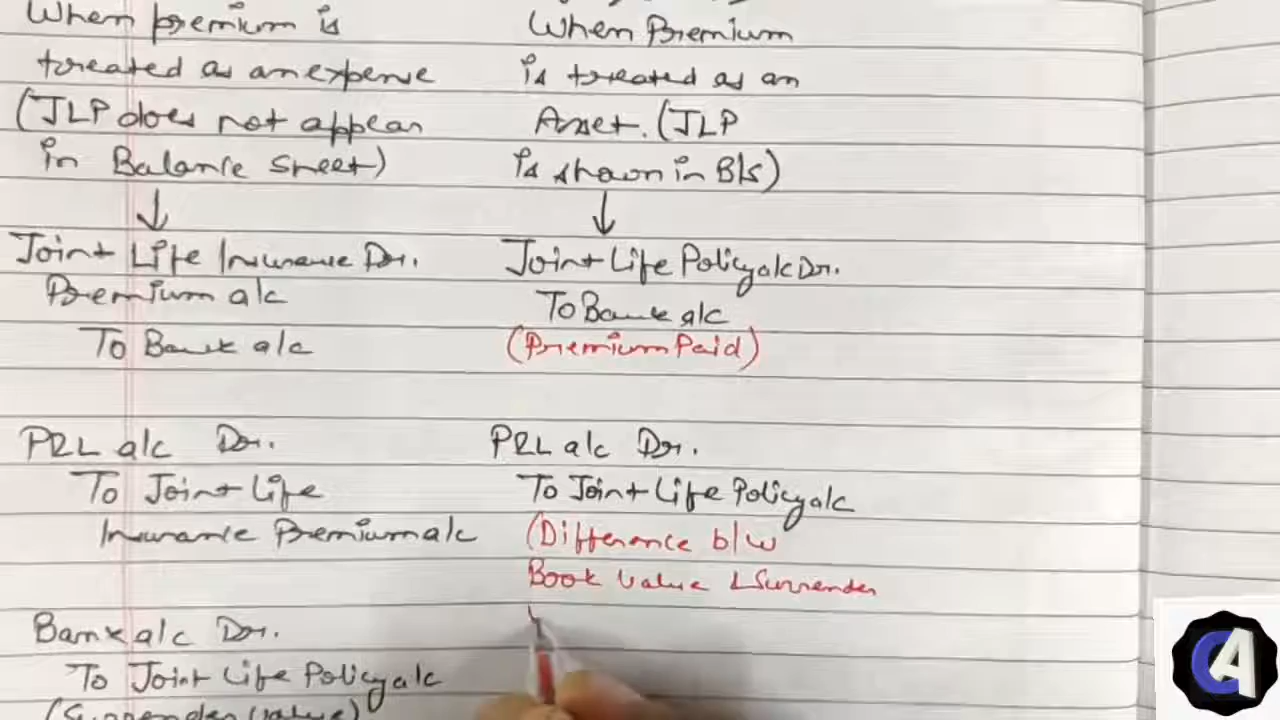 When premium is
treated as an expense
(JLP does not appear
in Balance Sheet)
Joint Life Insurance Dr.
Premium a/c
To Bank a/c
P&L a/c Dr.
To Joint Life
Insurance Premium a/c
Bank a/c Dr.
To Joint Life Policy a/c
(Surrender Value)
When Premium
is treated as an
Asset. (JLP
is shown in B/S)
Joint Life Policy a/c Dr.
To Bank a/c
(Premium Paid)
P&L a/c Dr.
To Joint Life Policy a/c
(Difference b/w
Book Value & Surrender
CA